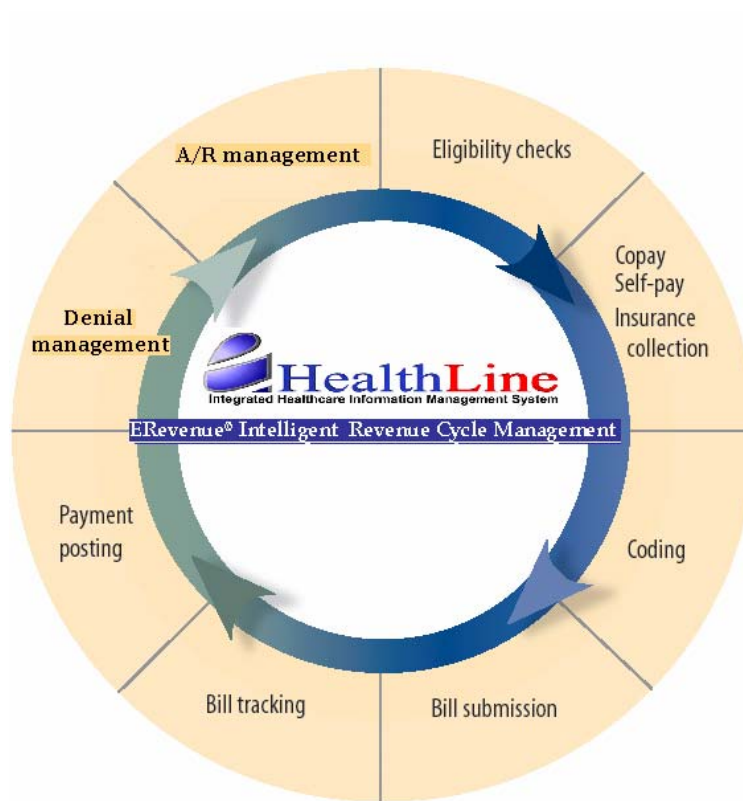 A/R management
Eligibility checks
Copay
Self-pay
Insurance
collection
Denial
management
HealthLine
Integrated Healthcare Information Management System
ERevenue® Intelligent Revenue Cycle Management
Payment
posting
Coding
Bill tracking
Bill submission